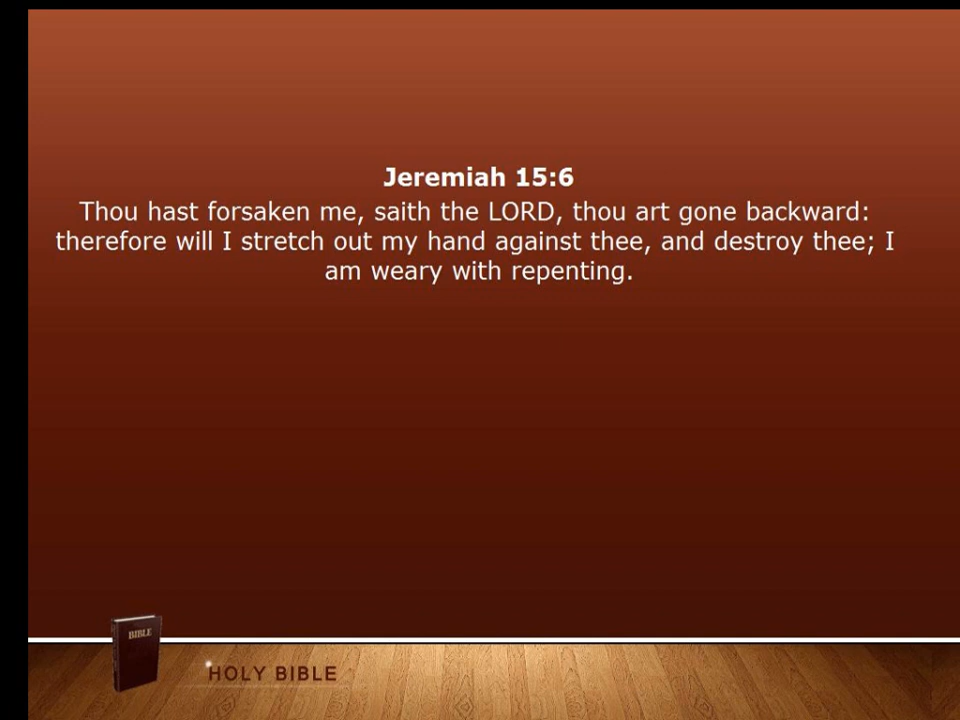 Jeremiah 15:6
Thou hast forsaken me, saith the LORD, thou art gone backward:
therefore will I stretch out my hand against thee, and destroy thee; I
am weary with repenting.
BIBLE
HOLY BIBLE